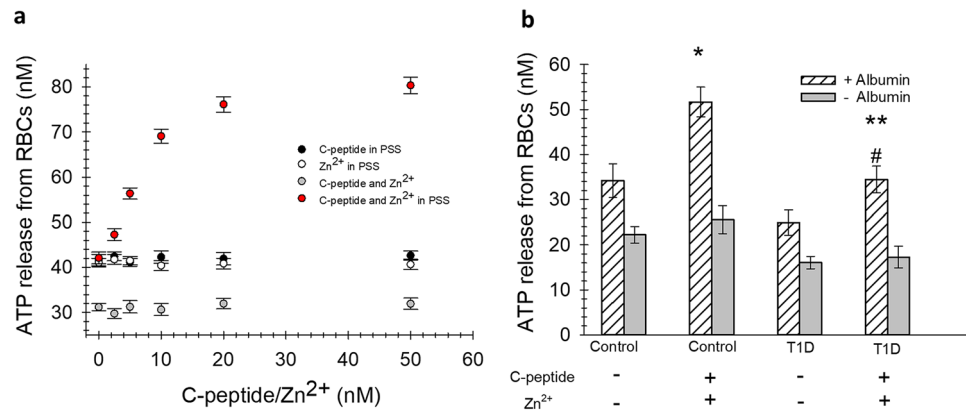 a
ATP release from RBCs (nM)
80
70
60
50
40
30
0 10 20 30 40 50 60
C-peptide/Zn²⁺ (nM)
C-peptide in PSS
Zn²⁺ in PSS
C-peptide and Zn²⁺
C-peptide and Zn²⁺ in PSS
b
ATP release from RBCs (nM)
60
50
40
30
20
10
0
+ Albumin
- Albumin
*
**
#
Control Control T1D T1D
C-peptide - + - +
Zn²⁺ - + - +